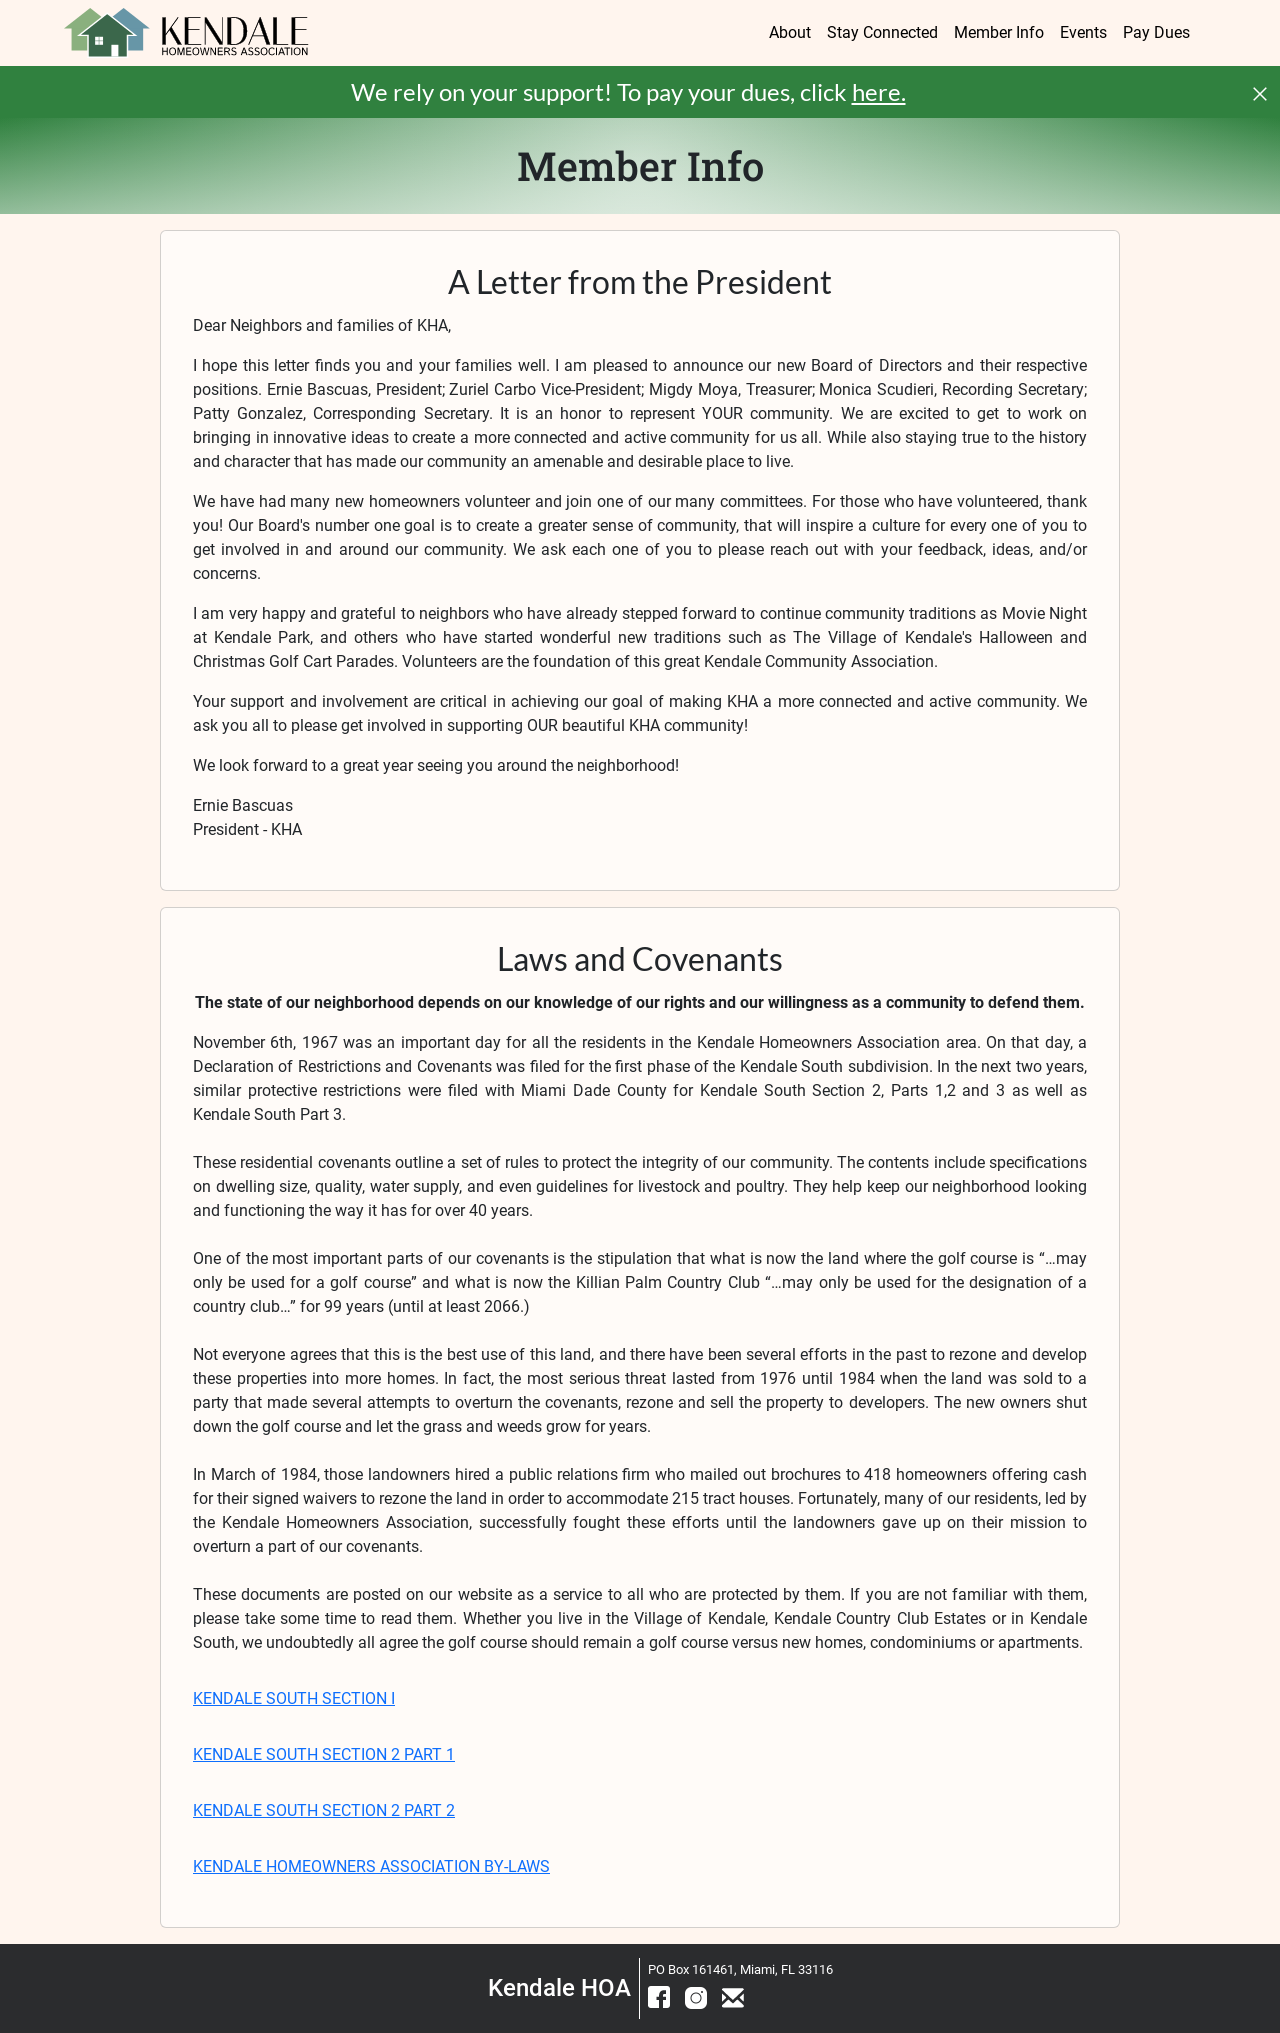 KENDALE
HOMEOWNERS ASSOCIATION
About Stay Connected Member Info Events Pay Dues
We rely on your support! To pay your dues, click here.
Member Info
A Letter from the President
Dear Neighbors and families of KHA,
I hope this letter finds you and your families well. I am pleased to announce our new Board of Directors and their respective
positions. Ernie Bascuas, President; Zuriel Carbo Vice-President; Migdy Moya, Treasurer; Monica Scudieri, Recording Secretary;
Patty Gonzalez, Corresponding Secretary. It is an honor to represent YOUR community. We are excited to get to work on
bringing in innovative ideas to create a more connected and active community for us all. While also staying true to the history
and character that has made our community an amenable and desirable place to live.
We have had many new homeowners volunteer and join one of our many committees. For those who have volunteered, thank
you! Our Board's number one goal is to create a greater sense of community, that will inspire a culture for every one of you to
get involved in and around our community. We ask each one of you to please reach out with your feedback, ideas, and/or
concerns.
I am very happy and grateful to neighbors who have already stepped forward to continue community traditions as Movie Night
at Kendale Park, and others who have started wonderful new traditions such as The Village of Kendale's Halloween and
Christmas Golf Cart Parades. Volunteers are the foundation of this great Kendale Community Association.
Your support and involvement are critical in achieving our goal of making KHA a more connected and active community. We
ask you all to please get involved in supporting OUR beautiful KHA community!
We look forward to a great year seeing you around the neighborhood!
Ernie Bascuas
President - KHA
Laws and Covenants
The state of our neighborhood depends on our knowledge of our rights and our willingness as a community to defend them.
November 6th, 1967 was an important day for all the residents in the Kendale Homeowners Association area. On that day, a
Declaration of Restrictions and Covenants was filed for the first phase of the Kendale South subdivision. In the next two years,
similar protective restrictions were filed with Miami Dade County for Kendale South Section 2, Parts 1,2 and 3 as well as
Kendale South Part 3.
These residential covenants outline a set of rules to protect the integrity of our community. The contents include specifications
on dwelling size, quality, water supply, and even guidelines for livestock and poultry. They help keep our neighborhood looking
and functioning the way it has for over 40 years.
One of the most important parts of our covenants is the stipulation that what is now the land where the golf course is “…may
only be used for a golf course” and what is now the Killian Palm Country Club “…may only be used for the designation of a
country club…” for 99 years (until at least 2066.)
Not everyone agrees that this is the best use of this land, and there have been several efforts in the past to rezone and develop
these properties into more homes. In fact, the most serious threat lasted from 1976 until 1984 when the land was sold to a
party that made several attempts to overturn the covenants, rezone and sell the property to developers. The new owners shut
down the golf course and let the grass and weeds grow for years.
In March of 1984, those landowners hired a public relations firm who mailed out brochures to 418 homeowners offering cash
for their signed waivers to rezone the land in order to accommodate 215 tract houses. Fortunately, many of our residents, led by
the Kendale Homeowners Association, successfully fought these efforts until the landowners gave up on their mission to
overturn a part of our covenants.
These documents are posted on our website as a service to all who are protected by them. If you are not familiar with them,
please take some time to read them. Whether you live in the Village of Kendale, Kendale Country Club Estates or in Kendale
South, we undoubtedly all agree the golf course should remain a golf course versus new homes, condominiums or apartments.
KENDALE SOUTH SECTION I
KENDALE SOUTH SECTION 2 PART 1
KENDALE SOUTH SECTION 2 PART 2
KENDALE HOMEOWNERS ASSOCIATION BY-LAWS
Kendale HOA
PO Box 161461, Miami, FL 33116